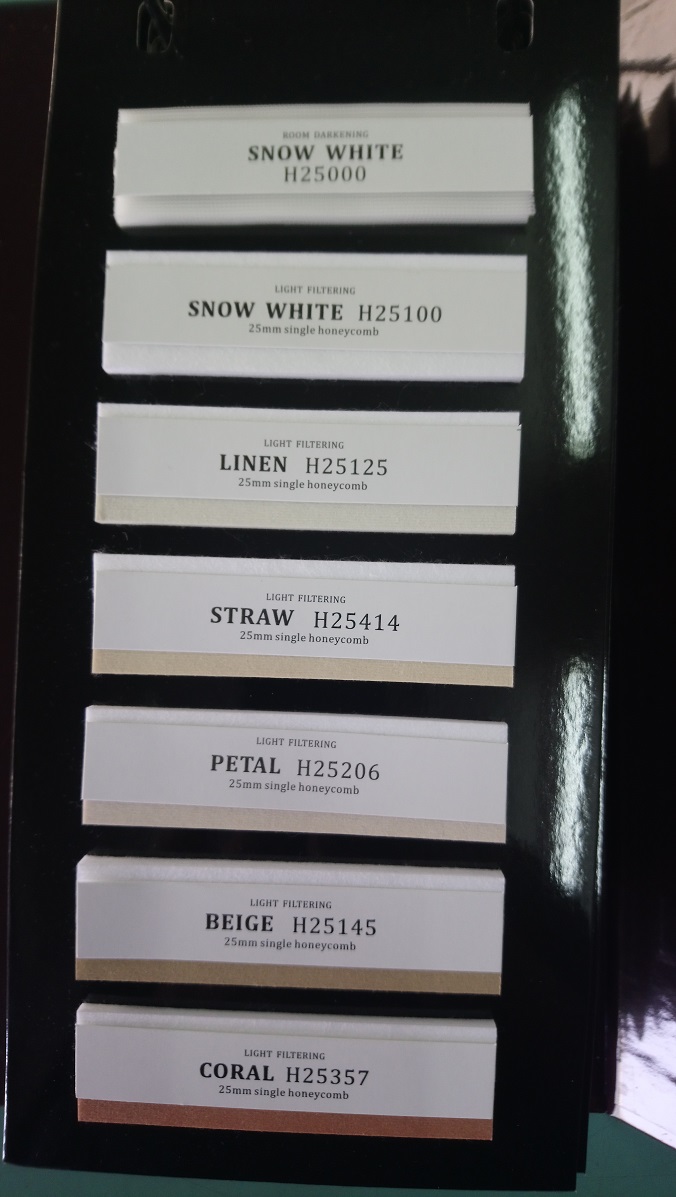 ROOM DARKENING
SNOW WHITE
H25000
LIGHT FILTERING
SNOW WHITE H25100
25mm single honeycomb
LIGHT FILTERING
LINEN H25125
25mm single honeycomb
LIGHT FILTERING
STRAW H25414
25mm single honeycomb
LIGHT FILTERING
PETAL H25206
25mm single honeycomb
LIGHT FILTERING
BEIGE H25145
25mm single honeycomb
LIGHT FILTERING
CORAL H25357
25mm single honeycomb